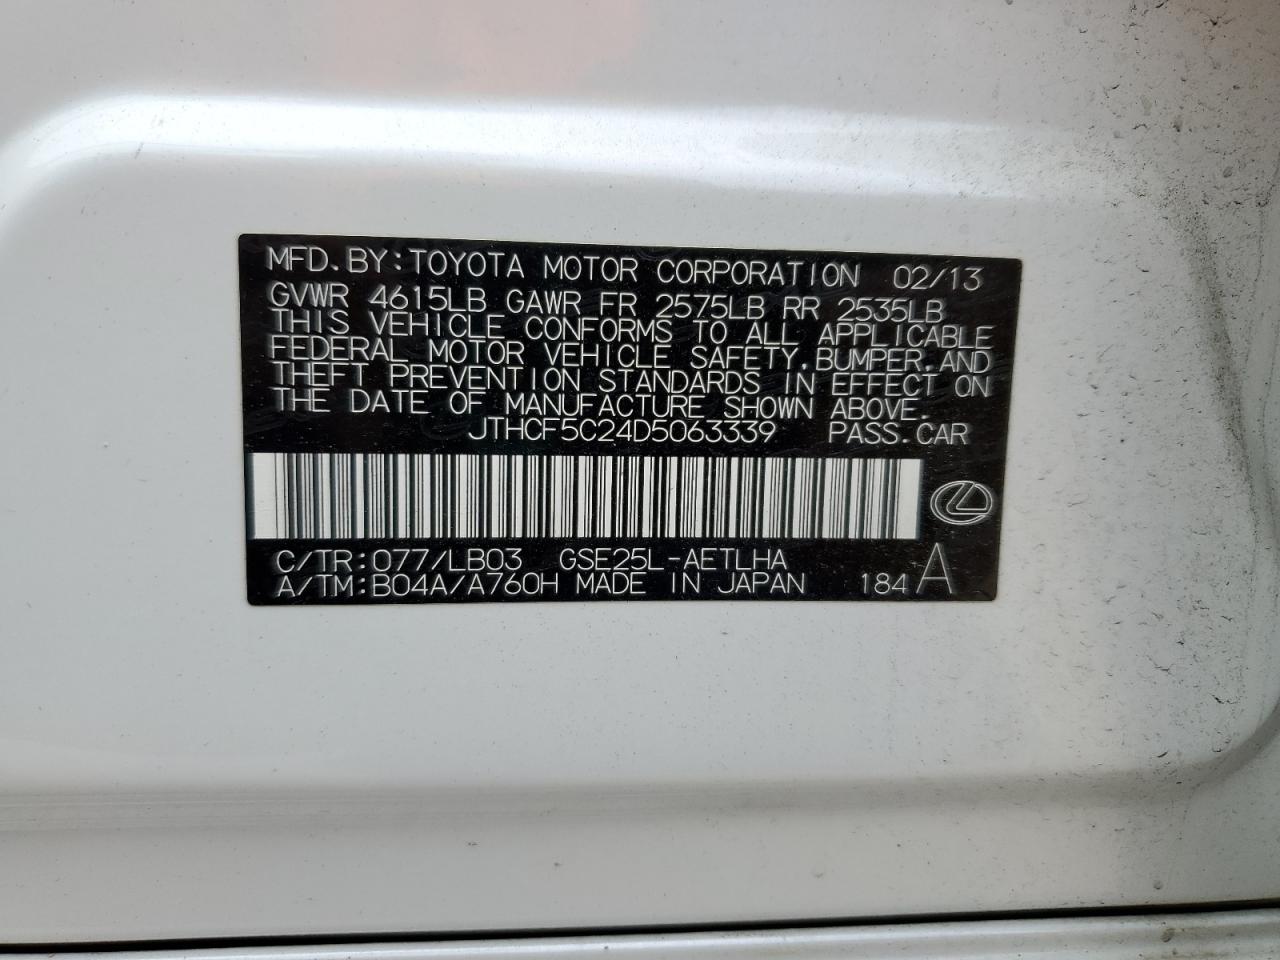 MFD.BY:TOYOTA MOTOR CORPORATION 02/13
GVWR 4615LB GAWR FR 2575LB RR 2535LB
THIS VEHICLE CONFORMS TO ALL APPLICABLE
FEDERAL MOTOR VEHICLE SAFETY,BUMPER,AND
THEFT PREVENTION STANDARDS IN EFFECT ON
THE DATE OF MANUFACTURE SHOWN ABOVE.
JTHCF5C24D5063339 PASS.CAR
C/TR:077/LB03 GSE25L-AETLHA
A/TM:B04A/A760H MADE IN JAPAN 184 A